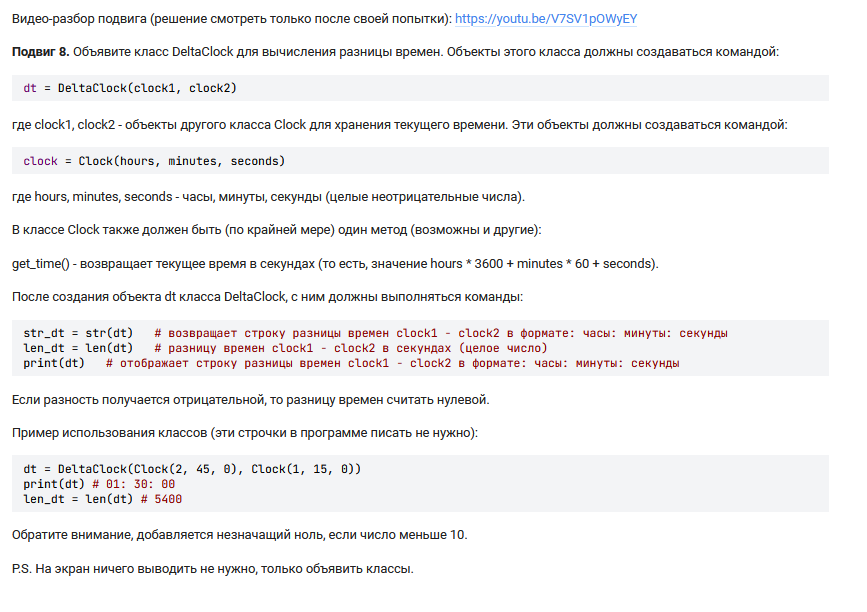 Видео-разбор подвига (решение смотреть только после своей попытки): https://youtu.be/V7SV1pOWyEY
Подвиг 8. Объявите класс DeltaClock для вычисления разницы времен. Объекты этого класса должны создаваться командой:
dt = DeltaClock(clock1, clock2)
где clock1, clock2 - объекты другого класса Clock для хранения текущего времени. Эти объекты должны создаваться командой:
clock = Clock(hours, minutes, seconds)
где hours, minutes, seconds - часы, минуты, секунды (целые неотрицательные числа).
В классе Clock также должен быть (по крайней мере) один метод (возможны и другие):
get_time() - возвращает текущее время в секундах (то есть, значение hours * 3600 + minutes * 60 + seconds).
После создания объекта dt класса DeltaClock, с ним должны выполняться команды:
str_dt = str(dt)   # возвращает строку разницы времен clock1 - clock2 в формате: часы: минуты: секунды
len_dt = len(dt)   # разницу времен clock1 - clock2 в секундах (целое число)
print(dt)   # отображает строку разницы времен clock1 - clock2 в формате: часы: минуты: секунды
Если разность получается отрицательной, то разницу времен считать нулевой.
Пример использования классов (эти строчки в программе писать не нужно):
dt = DeltaClock(Clock(2, 45, 0), Clock(1, 15, 0))
print(dt) # 01: 30: 00
len_dt = len(dt) # 5400
Обратите внимание, добавляется незначащий ноль, если число меньше 10.
P.S. На экран ничего выводить не нужно, только объявить классы.